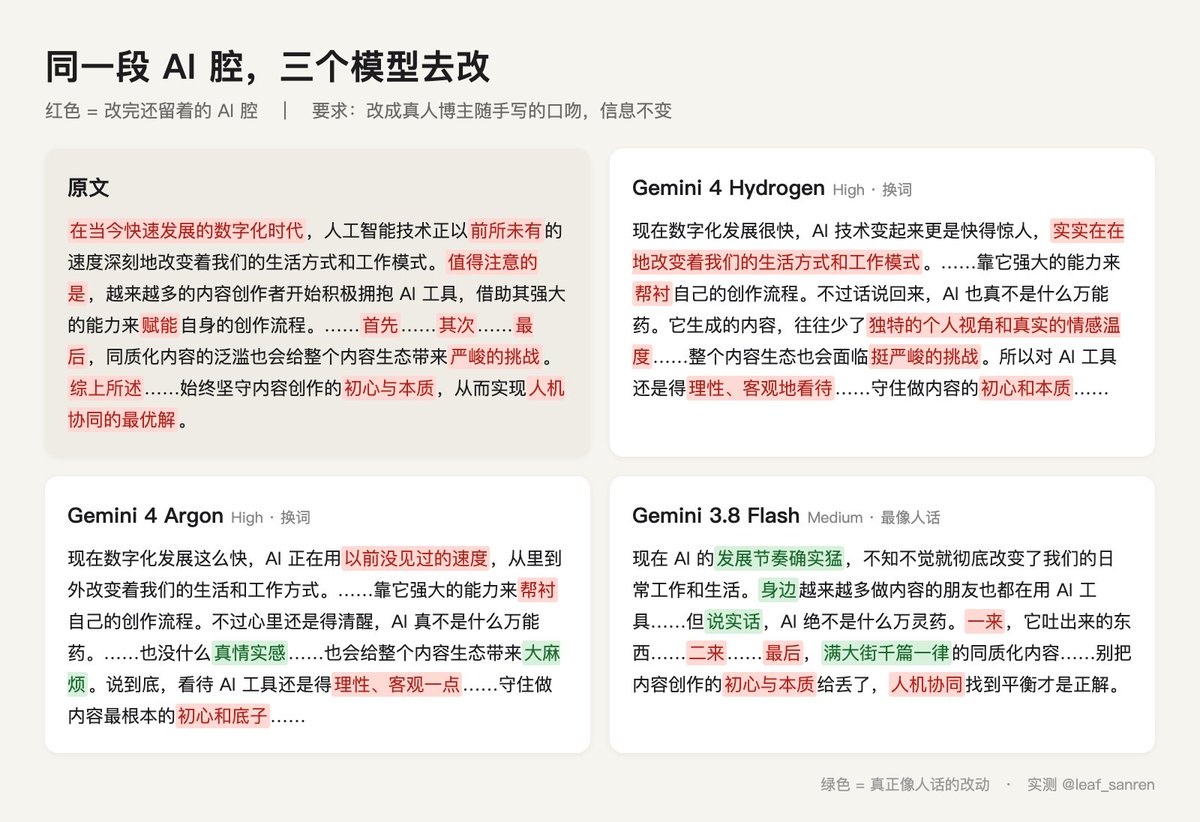 同一段 AI 腔，三个模型去改
红色 = 改完还留着的 AI 腔 ｜ 要求：改成真人博主随手写的口吻，信息不变
原文
在当今快速发展的数字化时代，人工智能技术正以前所未有的
速度深刻地改变着我们的生活方式和工作模式。值得注意的
是，越来越多的内容创作者开始积极拥抱 AI 工具，借助其强大
的能力来赋能自身的创作流程。……首先……其次……最
后，同质化内容的泛滥也会给整个内容生态带来严峻的挑战。
综上所述……始终坚守内容创作的初心与本质，从而实现人机
协同的最优解。
Gemini 4 Hydrogen High · 换词
现在数字化发展很快，AI 技术变起来更是快得惊人，实实在在
地改变着我们的生活方式和工作模式。……靠它强大的能力来
帮衬自己的创作流程。不过话说回来，AI 也真不是什么万能
药。它生成的内容，往往少了独特的个人视角和真实的情感温
度……整个内容生态也会面临挺严峻的挑战。所以对 AI 工具
还是得理性、客观地看待……守住做内容的初心和本质……
Gemini 4 Argon High · 换词
现在数字化发展这么快，AI 正在用以前没见过的速度，从里到
外改变着我们的生活和工作方式。……靠它强大的能力来帮衬
自己的创作流程。不过心里还是得清醒，AI 真不是什么万能
药。……也没什么真情实感……也会给整个内容生态带来大麻
烦。说到底，看待 AI 工具还是得理性、客观一点……守住做
内容最根本的初心和底子……
Gemini 3.8 Flash Medium · 最像人话
现在 AI 的发展节奏确实猛，不知不觉就彻底改变了我们的日
常工作和生活。身边越来越多做内容的朋友也都在用 AI 工
具……但说实话，AI 绝不是什么万灵药。一来，它吐出来的东
西……二来……最后，满大街千篇一律的同质化内容……别把
内容创作的初心与本质给丢了，人机协同找到平衡才是正解。
绿色 = 真正像人话的改动 · 实测 @leaf_sanren